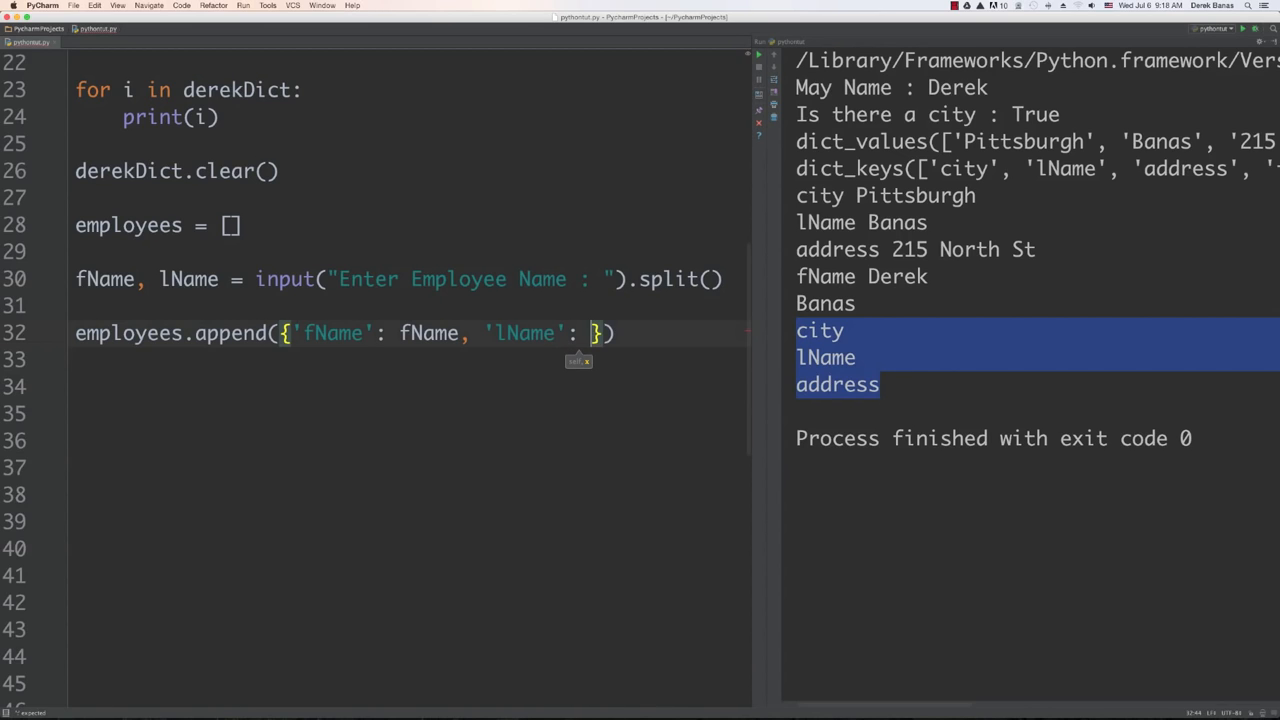 PyCharm File Edit View Navigate Code Refactor Run Tools VCS Window Help
10 Wed Jul 6 9:18 AM Derek Banas
pythontut.py - PycharmProjects - [~/PycharmProjects]
PycharmProjects pythontut.py pythontut
pythontut.py
Run pythontut
22
23 for i in derekDict:
24 print(i)
25
26 derekDict.clear()
27
28 employees = []
29
30 fName, lName = input("Enter Employee Name : ").split()
31
32 employees.append({'fName': fName, 'lName': })
33
34
35
36
37
38
39
40
41
42
43
44
45
/Library/Frameworks/Python.framework/Vers
May Name : Derek
Is there a city : True
dict_values(['Pittsburgh', 'Banas', '215
dict_keys(['city', 'lName', 'address', '
city Pittsburgh
lName Banas
address 215 North St
fName Derek
Banas
city
lName
address
Process finished with exit code 0
expected
32:44 UTF-8